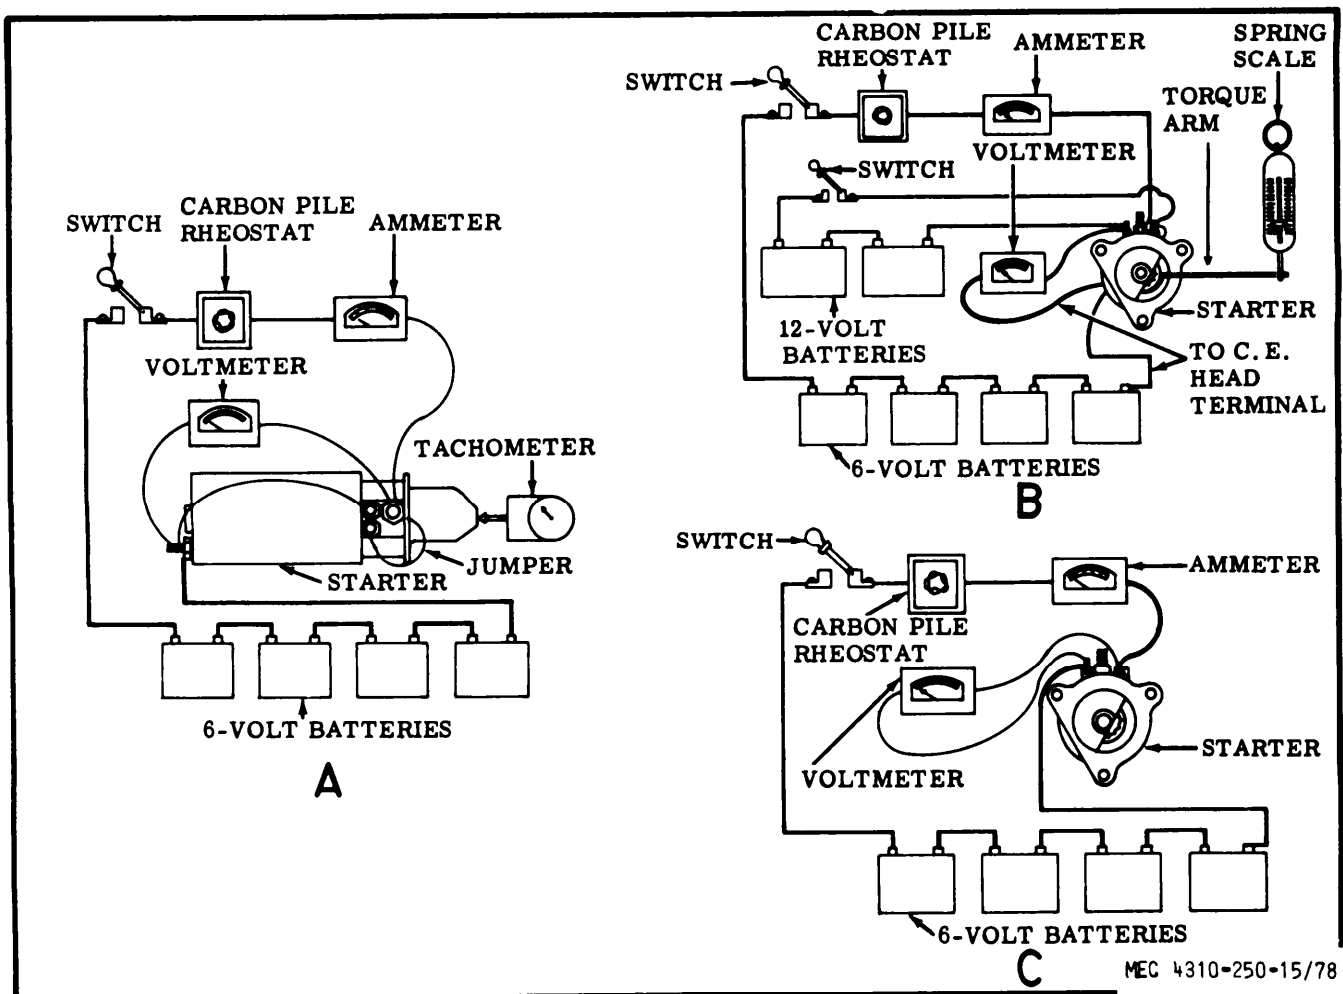 SWITCH
CARBON PILE
RHEOSTAT
AMMETER
VOLTMETER
TACHOMETER
STARTER
JUMPER
6-VOLT BATTERIES
A
CARBON PILE
RHEOSTAT
AMMETER
SPRING
SCALE
SWITCH
TORQUE
ARM
VOLTMETER
SWITCH
STARTER
12-VOLT
BATTERIES
TO C. E.
HEAD
TERMINAL
6-VOLT BATTERIES
B
SWITCH
AMMETER
CARBON PILE
RHEOSTAT
STARTER
VOLTMETER
6-VOLT BATTERIES
C
MEC 4310-250-15/78